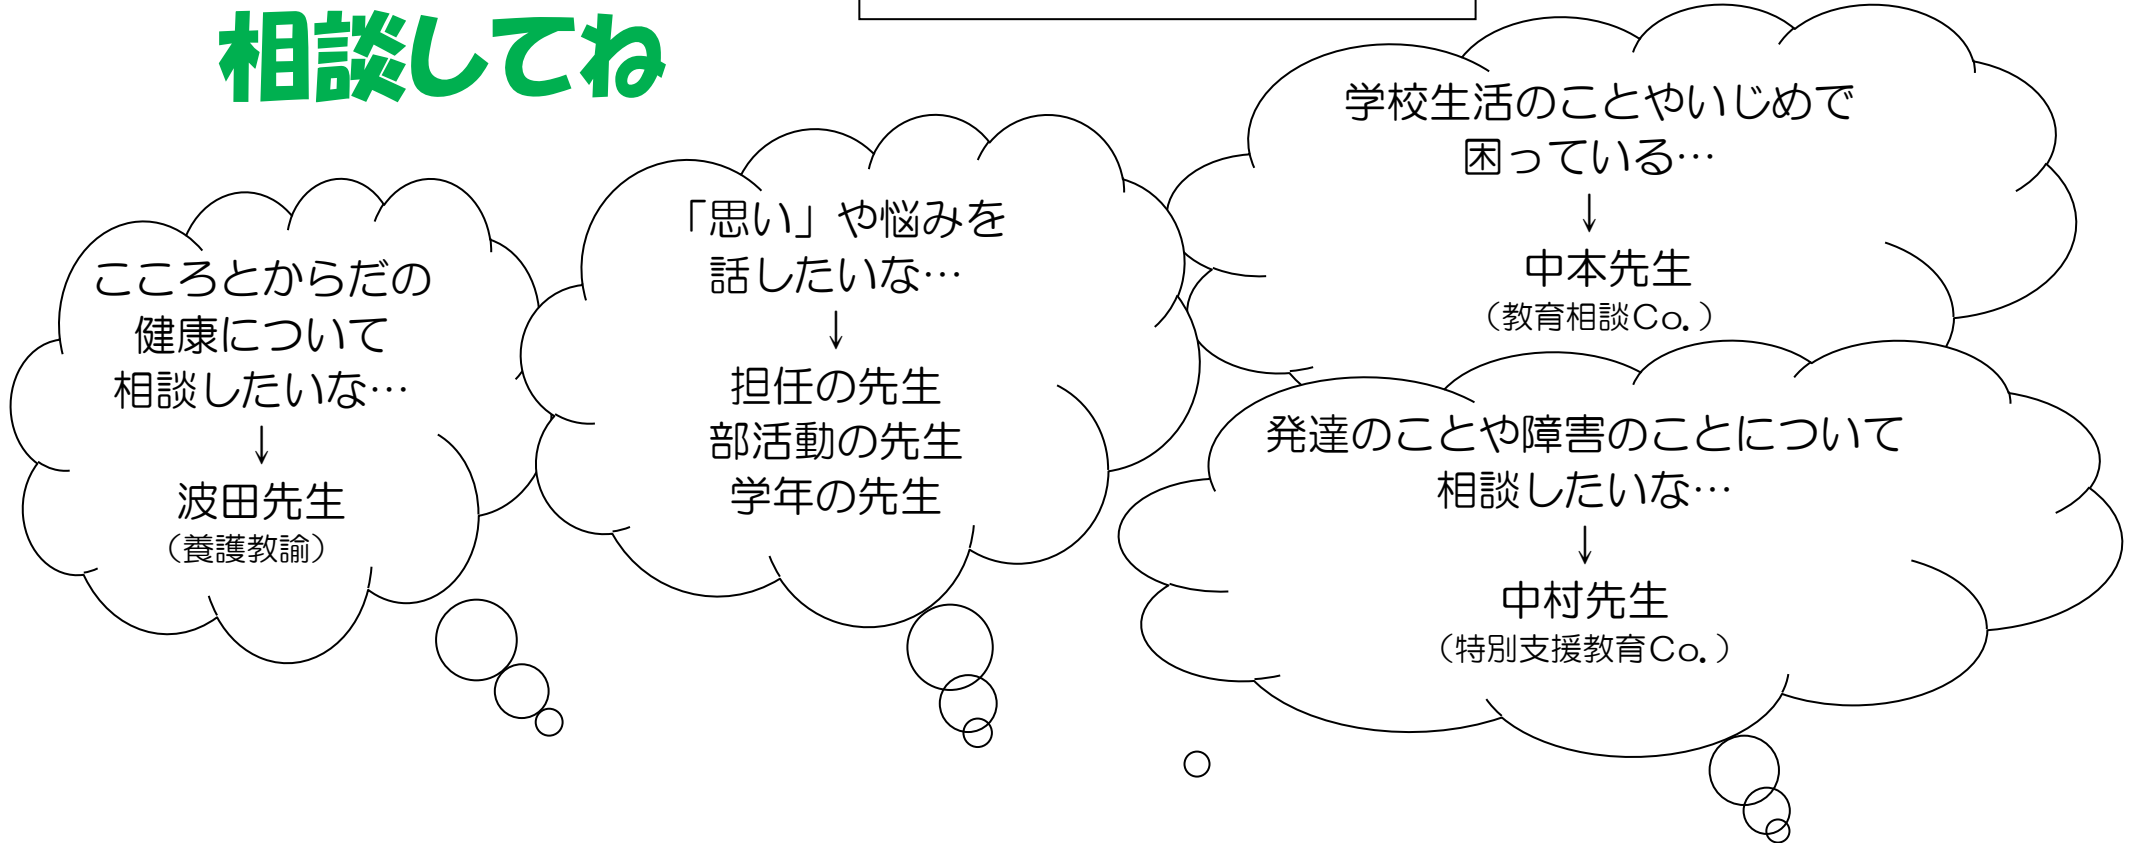 相談してね
こころとからだの
健康について
相談したいな…
↓
波田先生
（養護教諭）
「思い」や悩みを
話したいな…
↓
担任の先生
部活動の先生
学年の先生
学校生活のことやいじめで
困っている…
↓
中本先生
（教育相談Co.）
発達のことや障害のことについて
相談したいな…
↓
中村先生
（特別支援教育Co.）